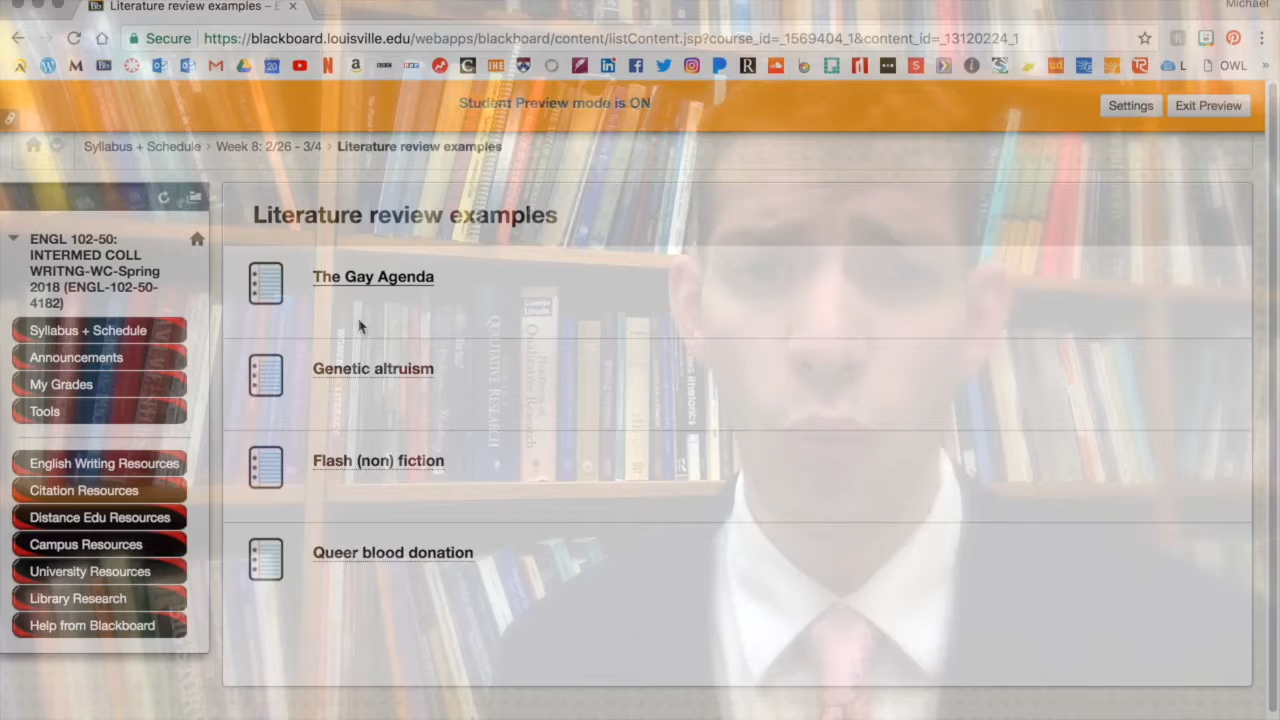 Michael
Literature review examples – E
Secure
https://blackboard.louisville.edu/webapps/blackboard/content/listContent.jsp?course_id=_1569404_1&content_id=_13120224_1
L OWL
Student Preview mode is ON
Settings
Exit Preview
Syllabus + Schedule > Week 8: 2/26 - 3/4 > Literature review examples
ENGL 102-50:
INTERMED COLL
WRITNG-WC-Spring
2018 (ENGL-102-50-
4182)
Syllabus + Schedule
Announcements
My Grades
Tools
English Writing Resources
Citation Resources
Distance Edu Resources
Campus Resources
University Resources
Library Research
Help from Blackboard
Literature review examples
The Gay Agenda
Genetic altruism
Flash (non) fiction
Queer blood donation
QUALITATIVE RESEARCH